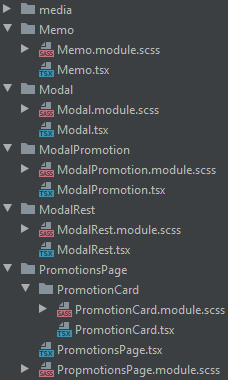 media
Memo
Memo.module.scss
Memo.tsx
Modal
Modal.module.scss
Modal.tsx
ModalPromotion
ModalPromotion.module.scss
ModalPromotion.tsx
ModalRest
ModalRest.module.scss
ModalRest.tsx
PromotionsPage
PromotionCard
PromotionCard.module.scss
PromotionCard.tsx
PromotionsPage.tsx
PropmotionsPage.module.scss